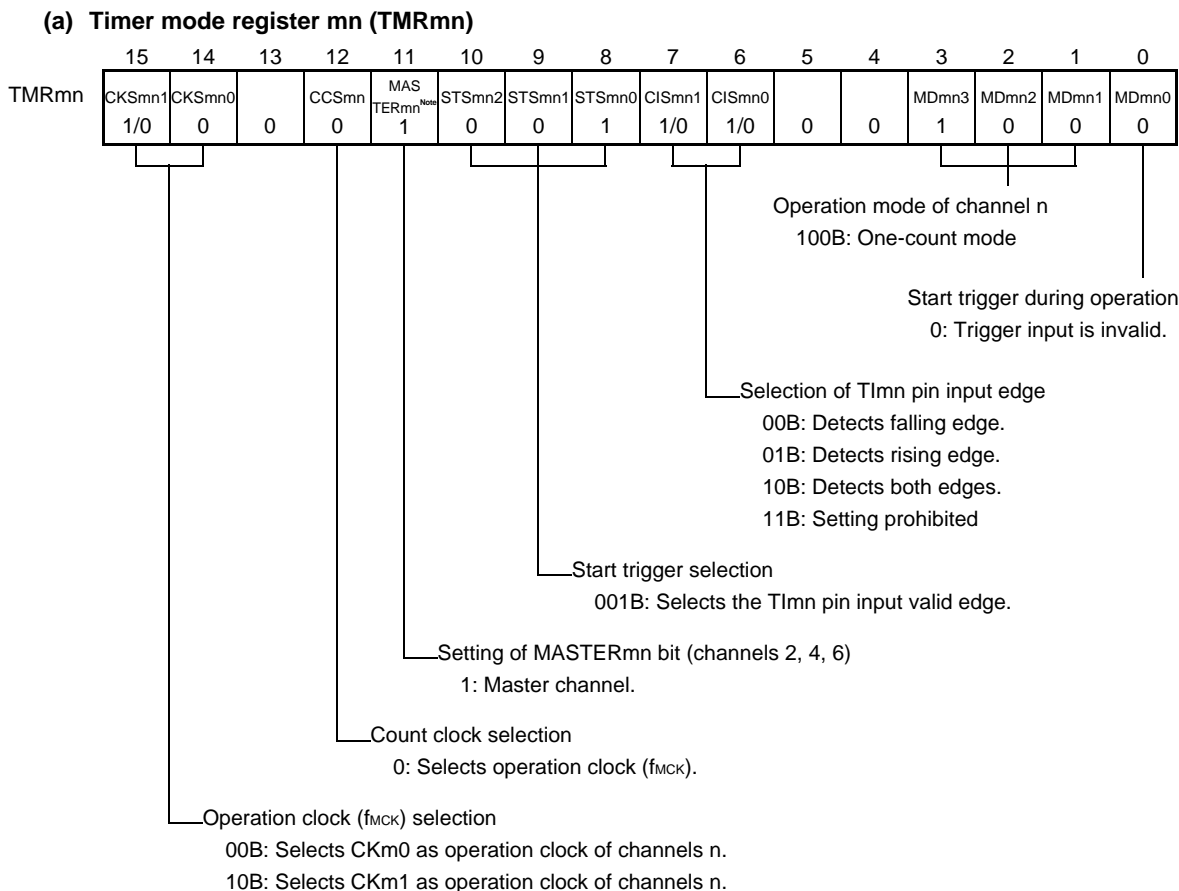 (a) Timer mode register mn (TMRmn)
15 14 13 12 11 10 9 8 7 6 5 4 3 2 1 0
TMRmn CKSmn1 CKSmn0 CCSmn MAS TERmnNote STSmn2 STSmn1 STSmn0 CISmn1 CISmn0 MDmn3 MDmn2 MDmn1 MDmn0
1/0 0 0 0 1 0 0 1 1/0 1/0 0 0 1 0 0 0
Operation mode of channel n
100B: One-count mode
Start trigger during operation
0: Trigger input is invalid.
Selection of TImn pin input edge
00B: Detects falling edge.
01B: Detects rising edge.
10B: Detects both edges.
11B: Setting prohibited
Start trigger selection
001B: Selects the TImn pin input valid edge.
Setting of MASTERmn bit (channels 2, 4, 6)
1: Master channel.
Count clock selection
0: Selects operation clock (fMCK).
Operation clock (fMCK) selection
00B: Selects CKm0 as operation clock of channels n.
10B: Selects CKm1 as operation clock of channels n.